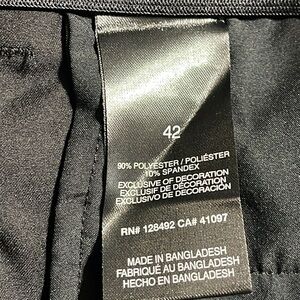 42
90% POLYESTER / POLIÉSTER
10% SPANDEX
EXCLUSIVE OF DECORATION
EXCLUSIF DE DÉCORATION
EXCLUSIVO DE DECORACIÓN
RN# 128492 CA# 41097
MADE IN BANGLADESH
FABRIQUÉ AU BANGLADESH
HECHO EN BANGLADESH